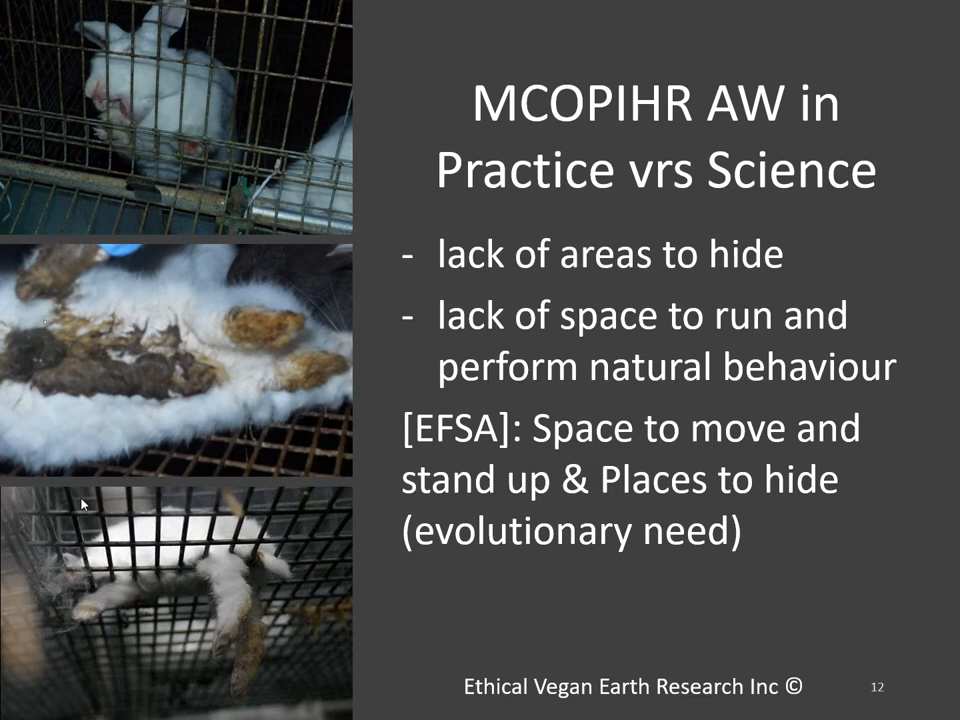 MCOPIHR AW in
Practice vrs Science
- lack of areas to hide
- lack of space to run and
perform natural behaviour
[EFSA]: Space to move and
stand up & Places to hide
(evolutionary need)
Ethical Vegan Earth Research Inc ©
12